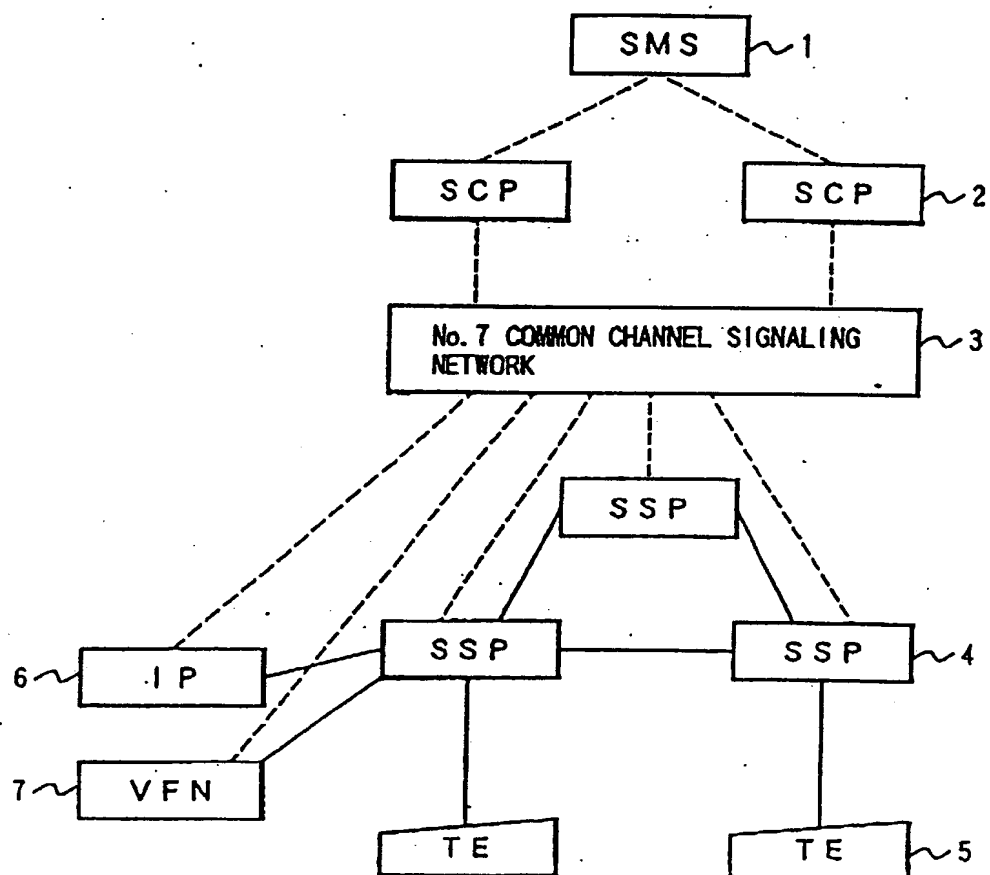 SMS 1
SCP SCP 2
No. 7 COMMON CHANNEL SIGNALING 3
NETWORK
SSP
SSP SSP 4
6 IP
7 VFN
TE TE 5